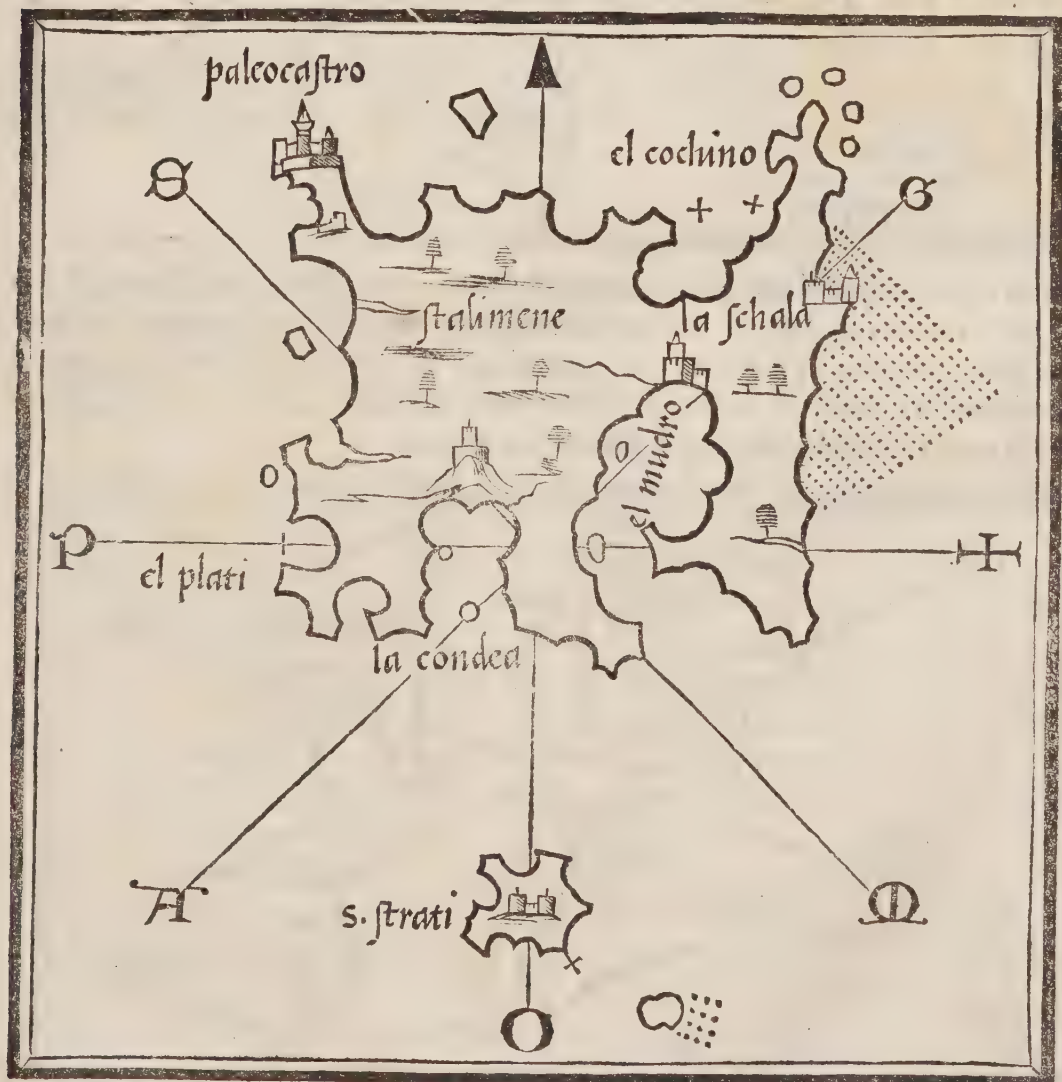 paleocaſtro
el cochino
S
G
ſtalimene
la ſchala
el mudro
P
el plati
la condea
A
s. ſtrati
M
O